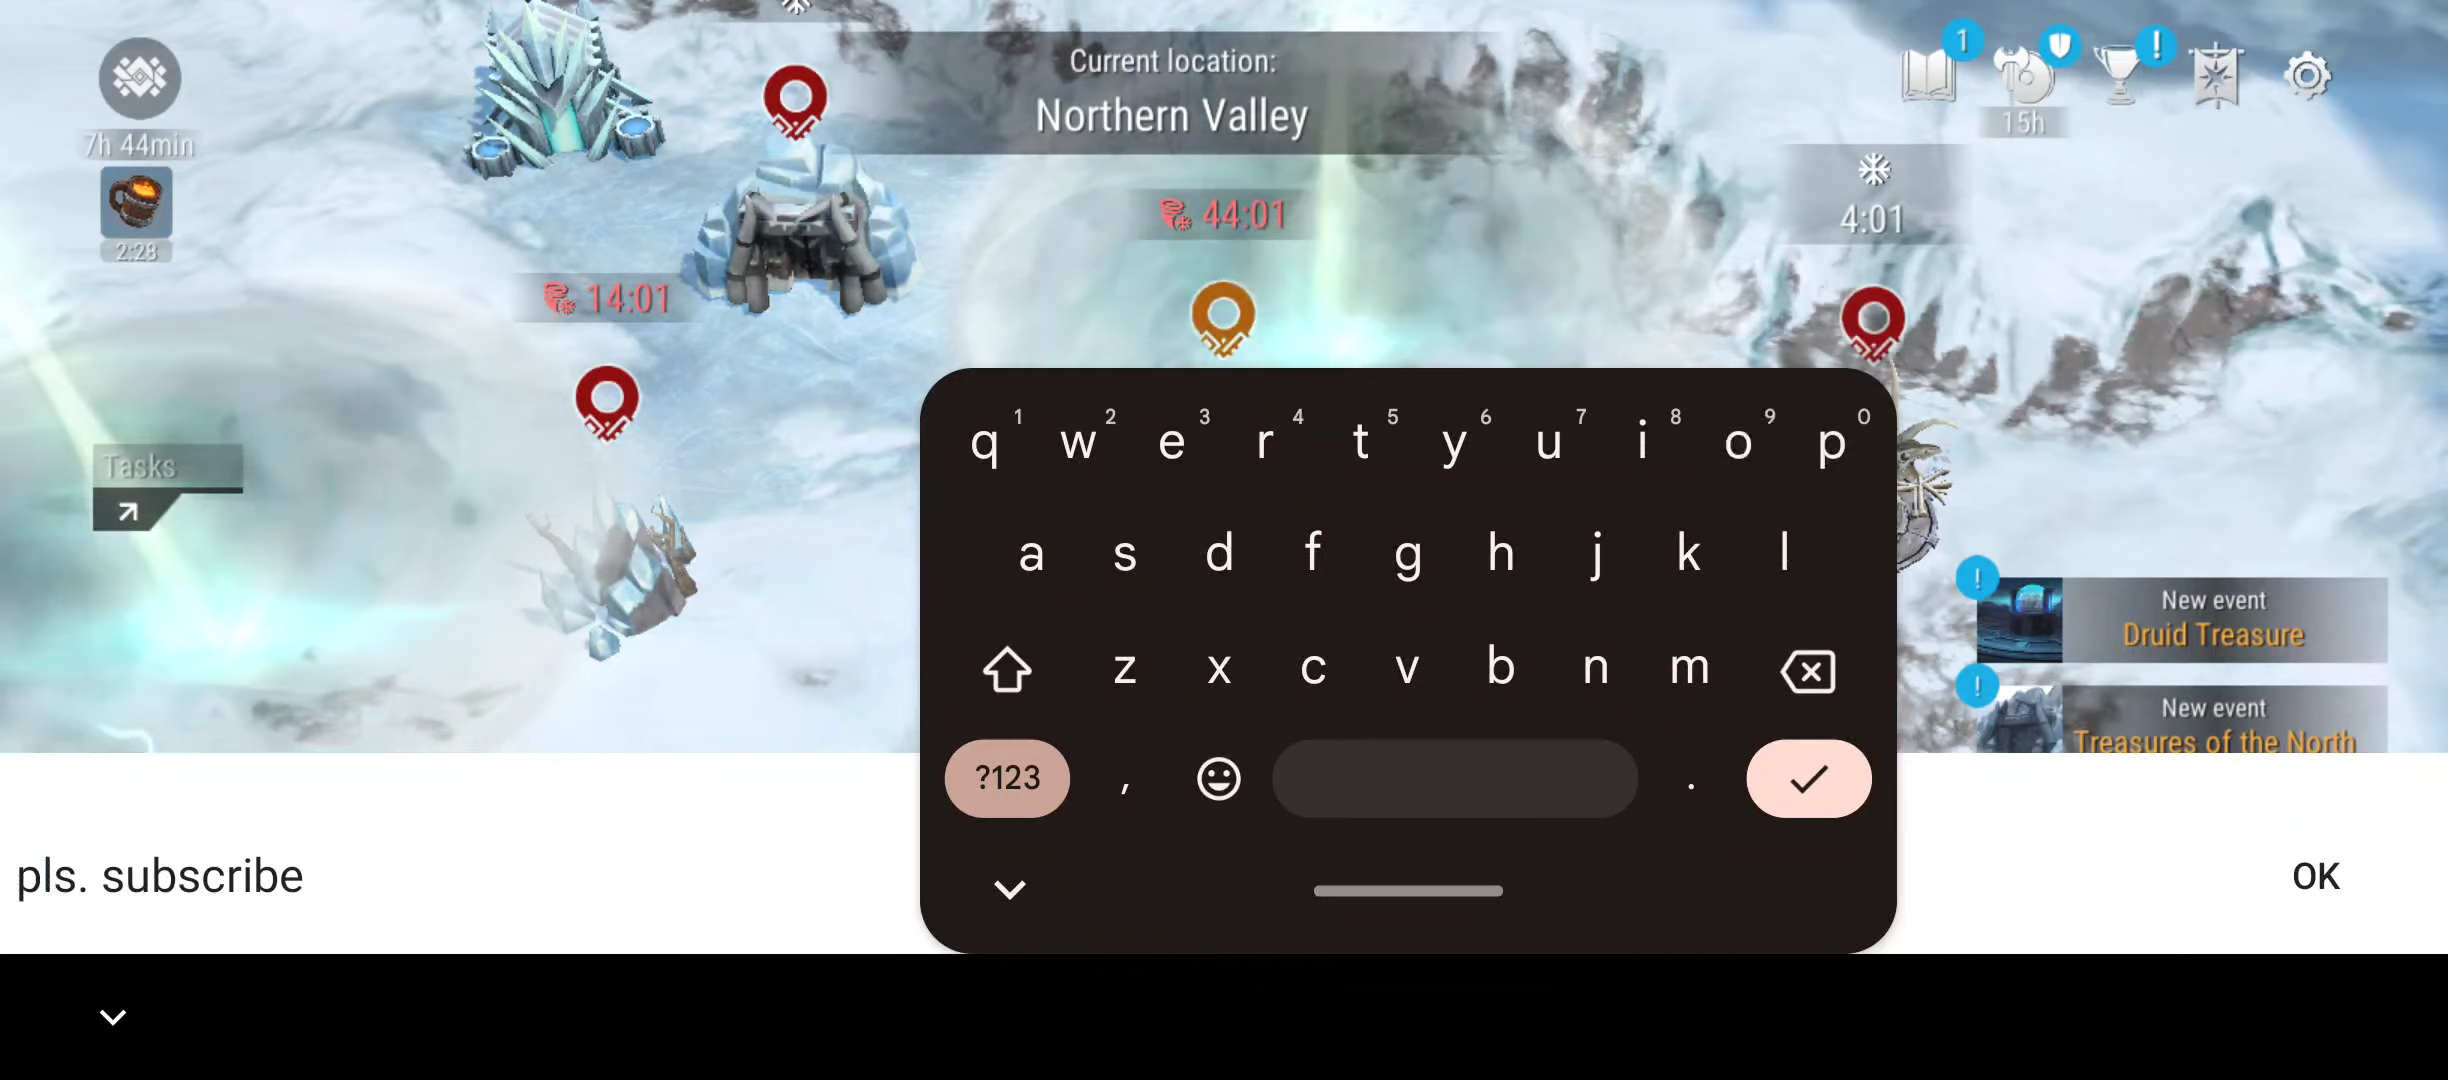 Current location:
Northern Valley
1
!
15h
7h 44min
2:28
44:01
4:01
14:01
Tasks
q 1 w 2 e 3 r 4 t 5 y 6 u 7 i 8 o 9 p 0
a s d f g h j k l
z x c v b n m
?123 , .
!
New event
Druid Treasure
!
New event
Treasures of the North
pls. subscribe
OK